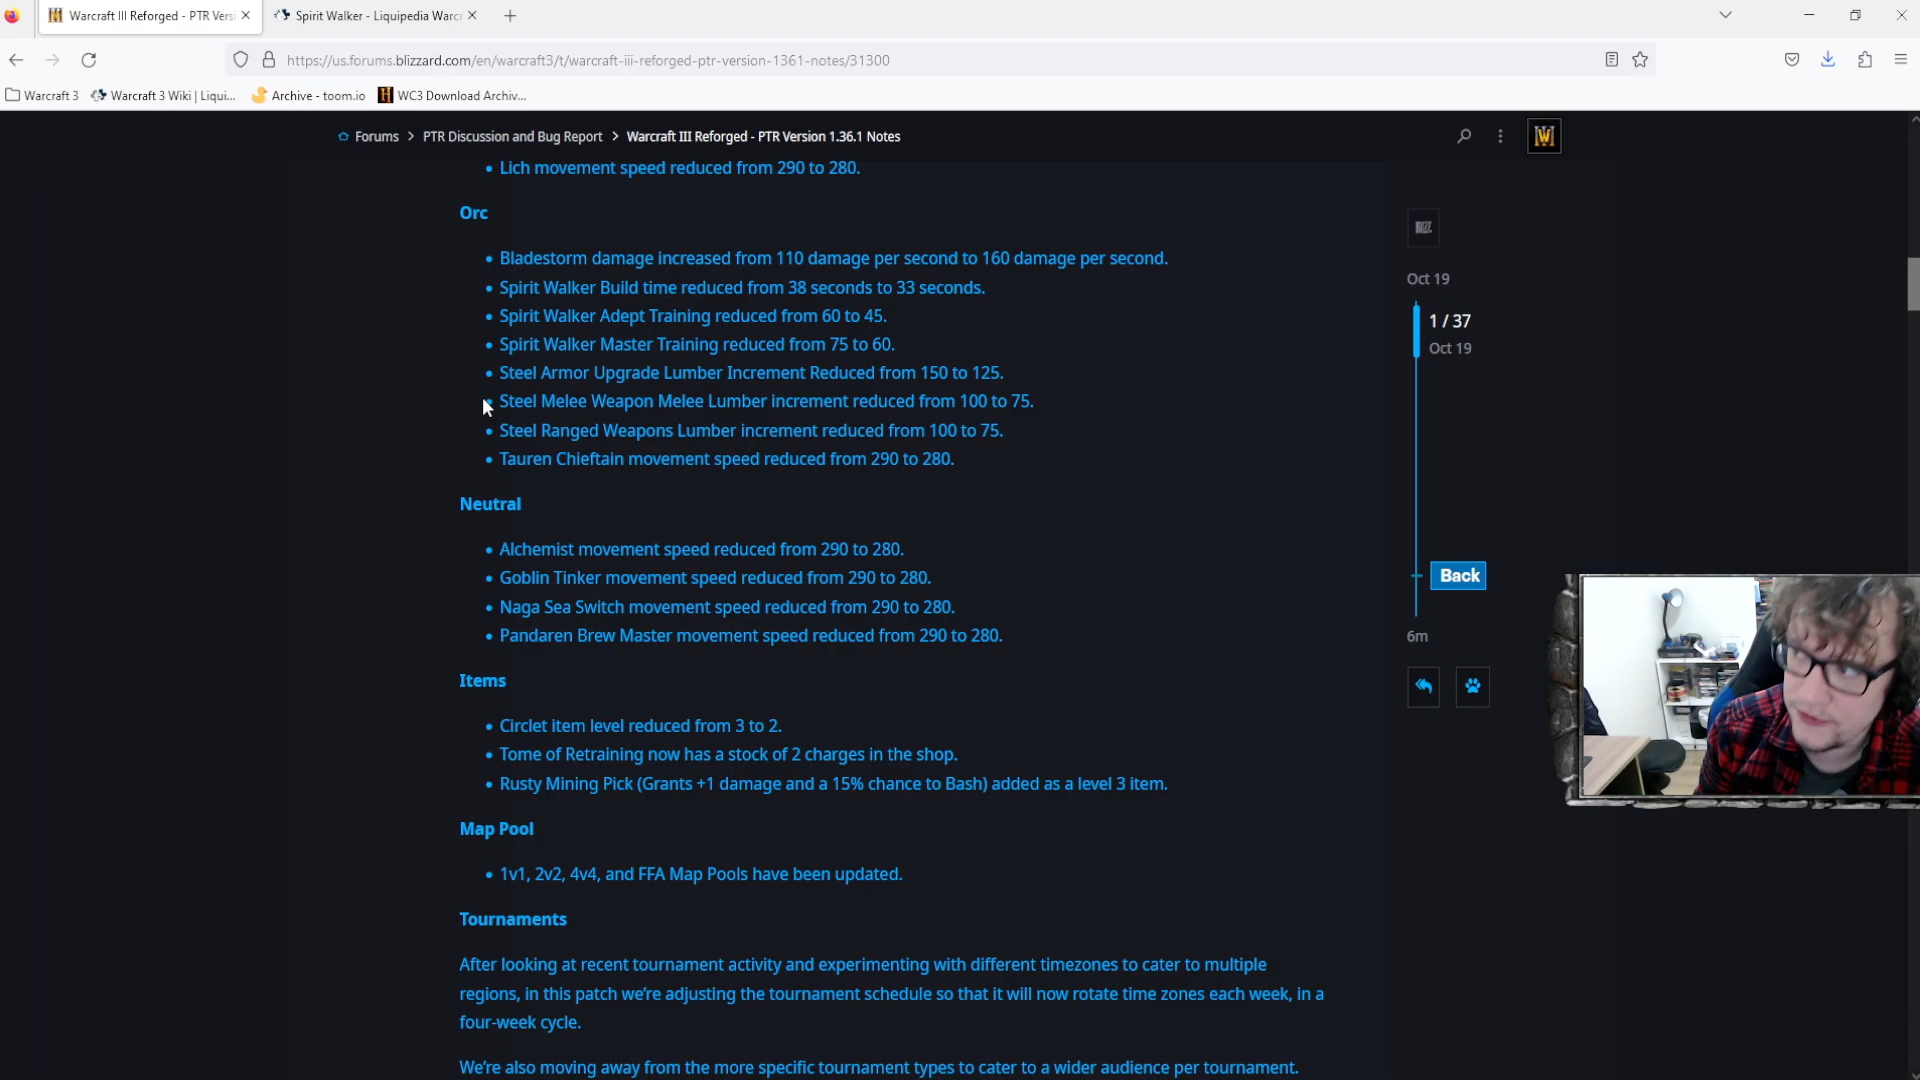 Warcraft III Reforged - PTR Versi
Spirit Walker - Liquipedia Warcr
https://us.forums.blizzard.com/en/warcraft3/t/warcraft-iii-reforged-ptr-version-1361-notes/31300
Warcraft 3
Warcraft 3 Wiki | Liqui...
Archive - toom.io
WC3 Download Archiv...
Forums > PTR Discussion and Bug Report > Warcraft III Reforged - PTR Version 1.36.1 Notes
Lich movement speed reduced from 290 to 280.
Orc
Bladestorm damage increased from 110 damage per second to 160 damage per second.
Spirit Walker Build time reduced from 38 seconds to 33 seconds.
Spirit Walker Adept Training reduced from 60 to 45.
Spirit Walker Master Training reduced from 75 to 60.
Steel Armor Upgrade Lumber Increment Reduced from 150 to 125.
Steel Melee Weapon Melee Lumber increment reduced from 100 to 75.
Steel Ranged Weapons Lumber increment reduced from 100 to 75.
Tauren Chieftain movement speed reduced from 290 to 280.
Neutral
Alchemist movement speed reduced from 290 to 280.
Goblin Tinker movement speed reduced from 290 to 280.
Naga Sea Switch movement speed reduced from 290 to 280.
Pandaren Brew Master movement speed reduced from 290 to 280.
Items
Circlet item level reduced from 3 to 2.
Tome of Retraining now has a stock of 2 charges in the shop.
Rusty Mining Pick (Grants +1 damage and a 15% chance to Bash) added as a level 3 item.
Map Pool
1v1, 2v2, 4v4, and FFA Map Pools have been updated.
Tournaments
After looking at recent tournament activity and experimenting with different timezones to cater to multiple
regions, in this patch we're adjusting the tournament schedule so that it will now rotate time zones each week, in a
four-week cycle.
We're also moving away from the more specific tournament types to cater to a wider audience per tournament.
BLIZZ
Oct 19
1 / 37
Oct 19
Back
6m